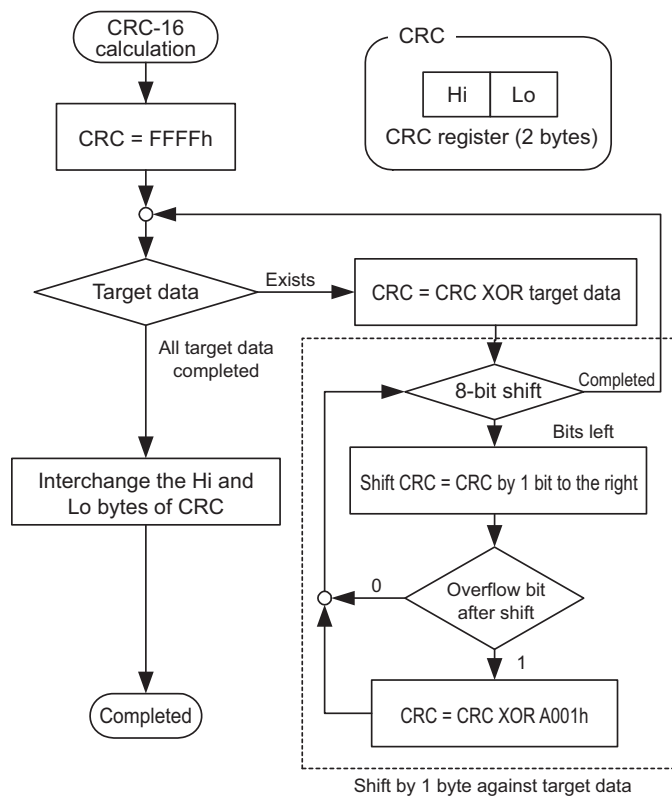 CRC-16
calculation
CRC
Hi
Lo
CRC register (2 bytes)
CRC = FFFFh
Target data
Exists
CRC = CRC XOR target data
All target data
completed
8-bit shift
Completed
Bits left
Interchange the Hi and
Lo bytes of CRC
Shift CRC = CRC by 1 bit to the right
0
Overflow bit
after shift
1
Completed
CRC = CRC XOR A001h
Shift by 1 byte against target data